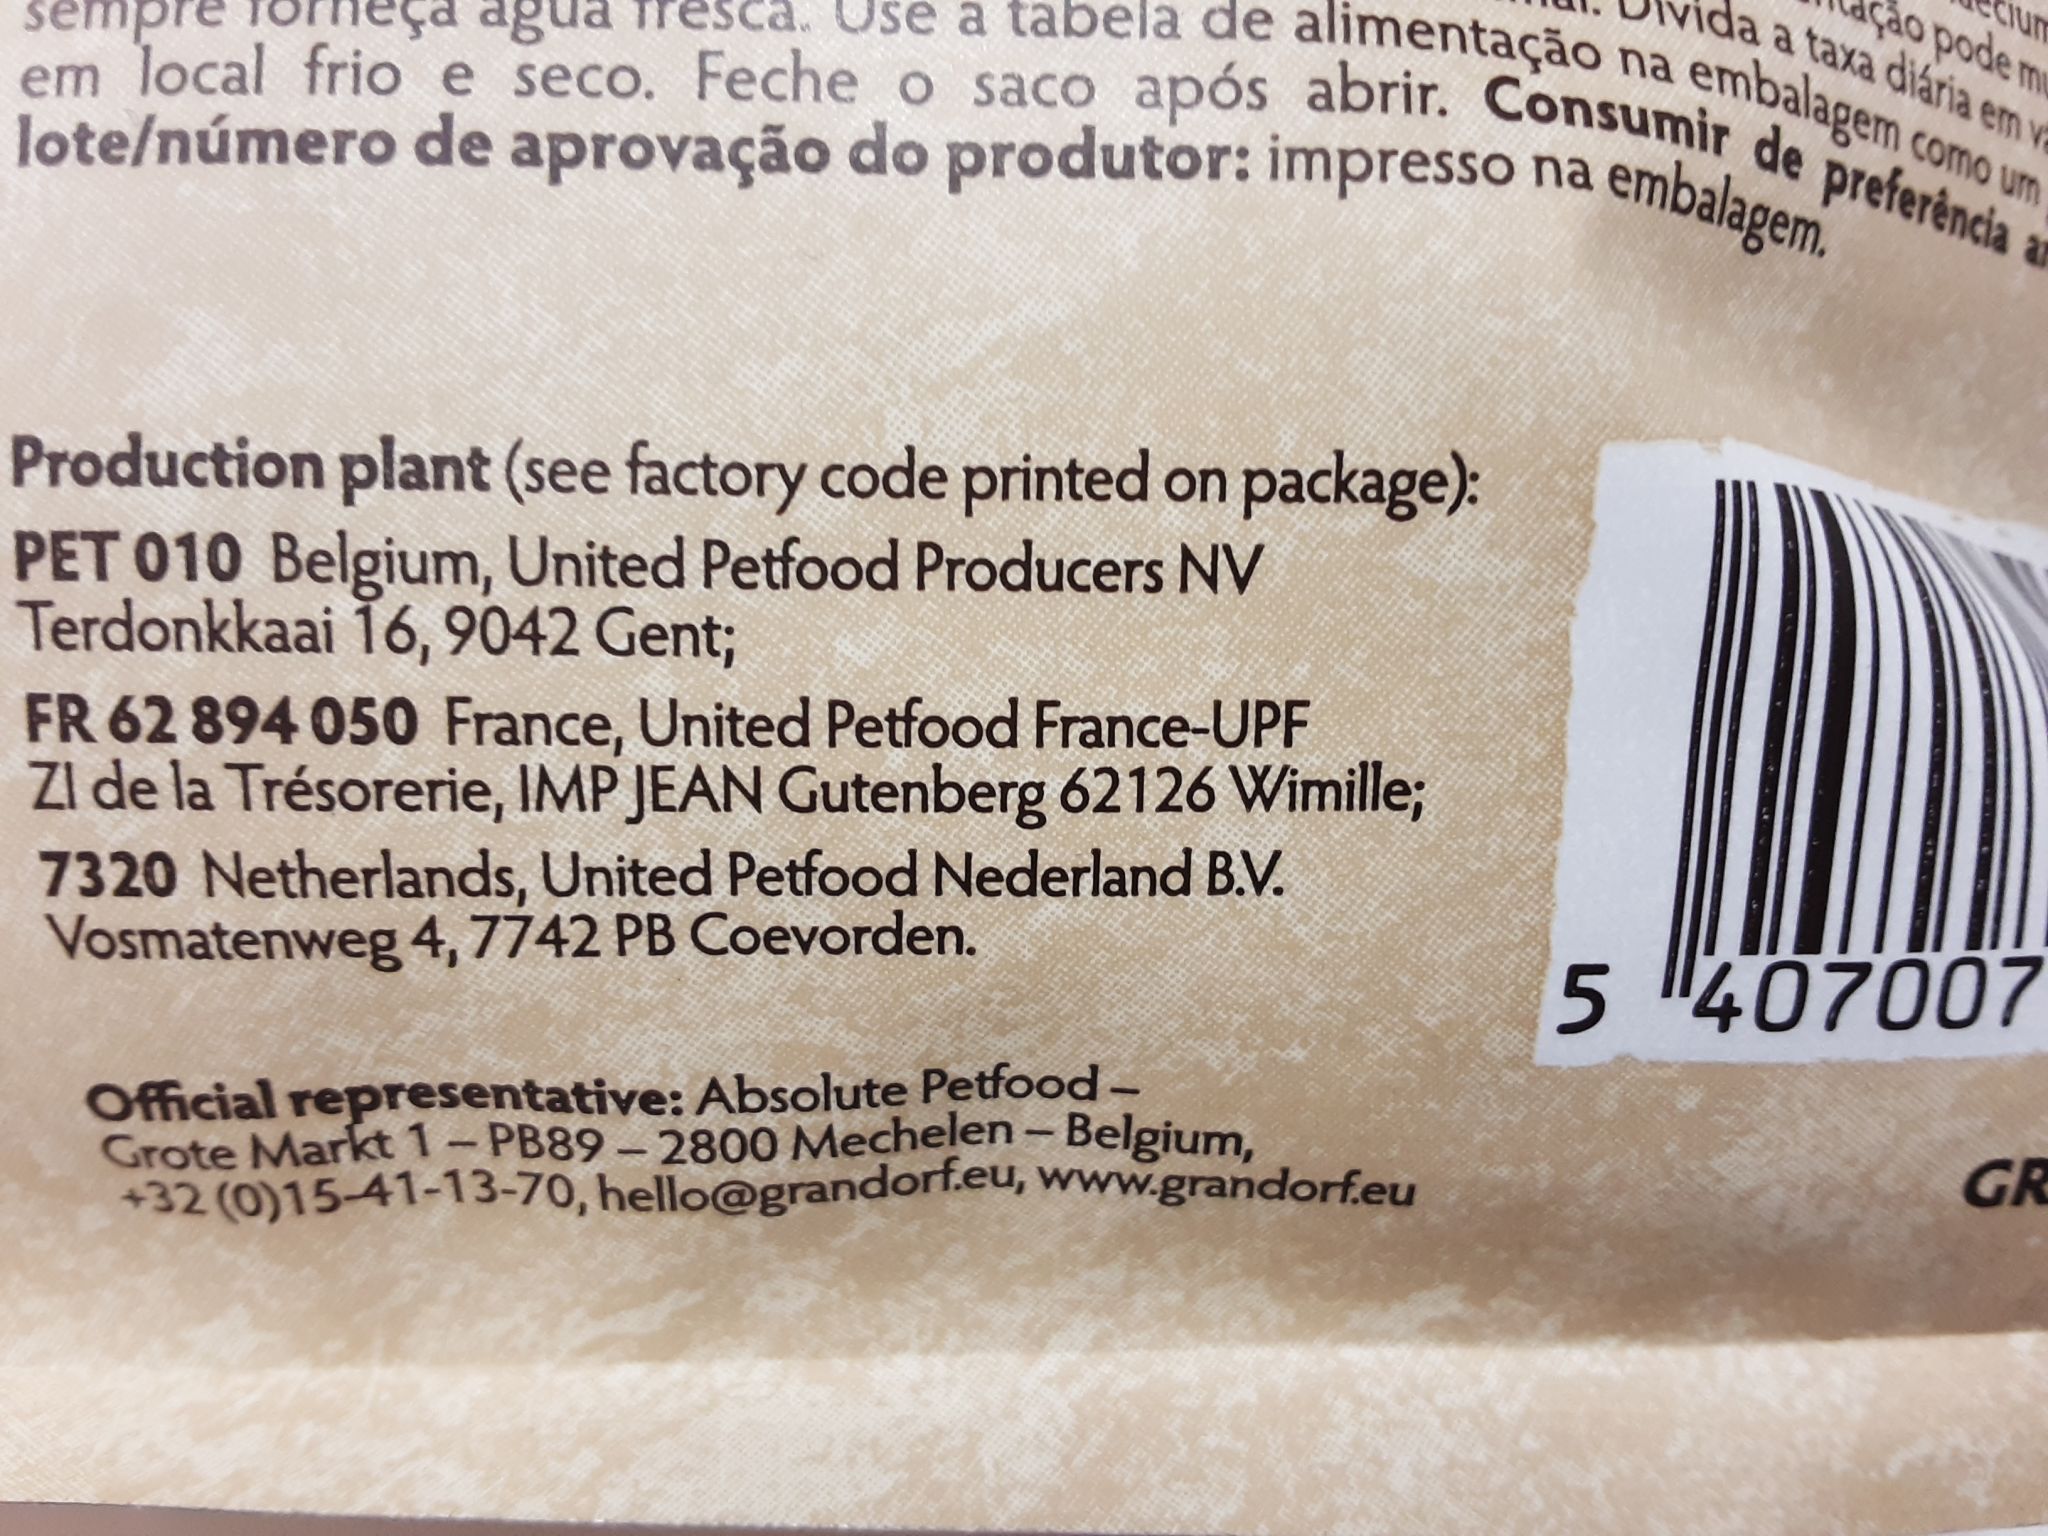 sempre forneça água fresca. Use a tabela de alimentação na embalagem como um
em local frio e seco. Feche o saco após abrir. Consumir de preferência
lote/número de aprovação do produtor: impresso na embalagem.
Divida a taxa diária em
pode
Production plant (see factory code printed on package):
PET 010 Belgium, United Petfood Producers NV
Terdonkkaai 16, 9042 Gent;
FR 62 894 050 France, United Petfood France-UPF
ZI de la Trésorerie, IMP JEAN Gutenberg 62126 Wimille;
7320 Netherlands, United Petfood Nederland B.V.
Vosmatenweg 4, 7742 PB Coevorden.
5 407007
Official representative: Absolute Petfood –
Grote Markt 1 – PB89 – 2800 Mechelen – Belgium,
+32 (0)15-41-13-70, hello@grandorf.eu, www.grandorf.eu
GR